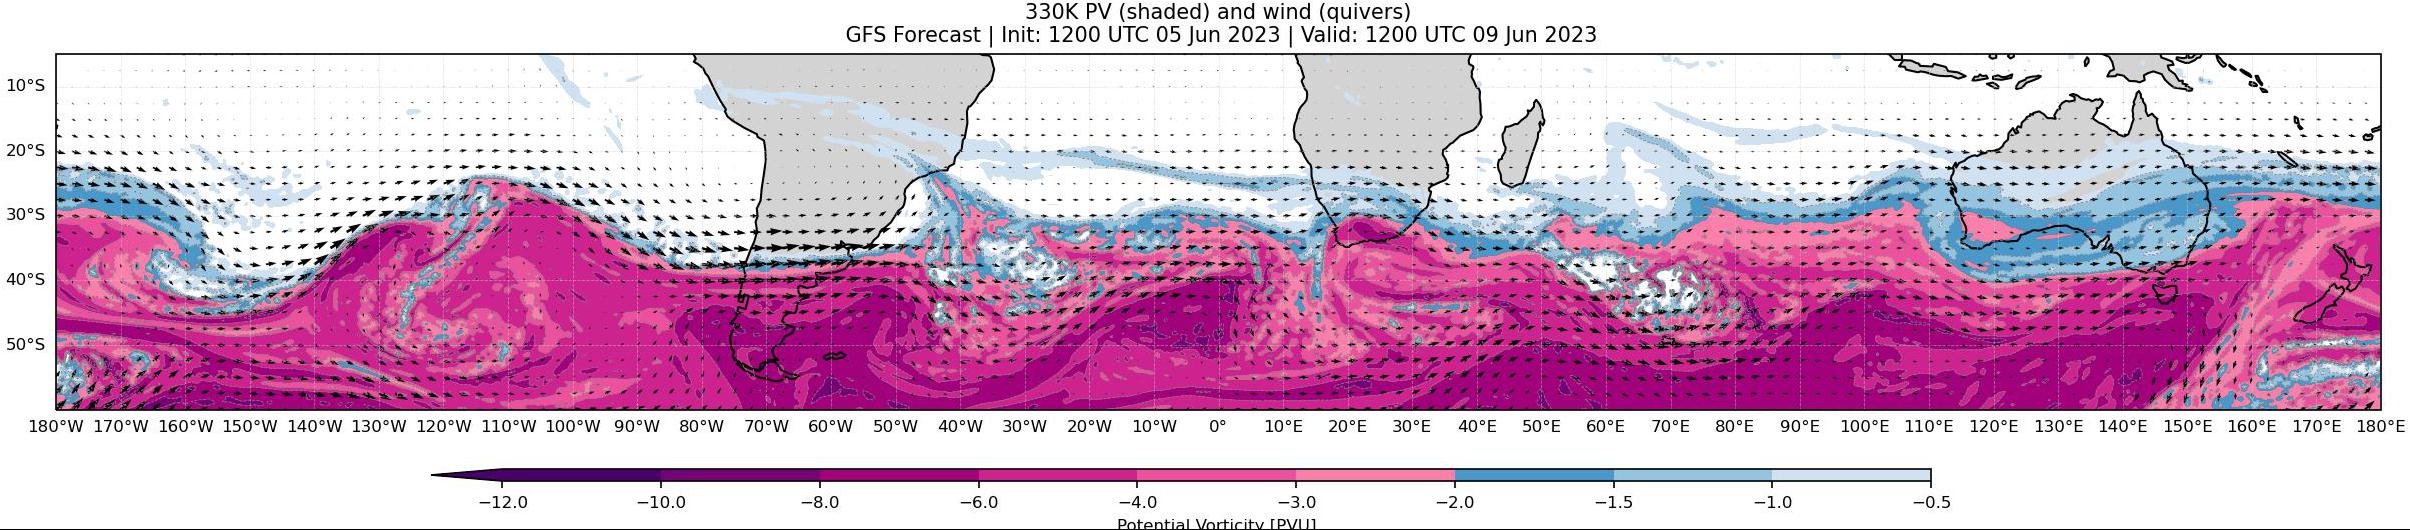 330K PV (shaded) and wind (quivers)
GFS Forecast | Init: 1200 UTC 05 Jun 2023 | Valid: 1200 UTC 09 Jun 2023
10°S
20°S
30°S
40°S
50°S
180°W 170°W 160°W 150°W 140°W 130°W 120°W 110°W 100°W 90°W 80°W 70°W 60°W 50°W 40°W 30°W 20°W 10°W 0° 10°E 20°E 30°E 40°E 50°E 60°E 70°E 80°E 90°E 100°E 110°E 120°E 130°E 140°E 150°E 160°E 170°E 180°E
−12.0 −10.0 −8.0 −6.0 −4.0 −3.0 −2.0 −1.5 −1.0 −0.5
Potential Vorticity [PVU]